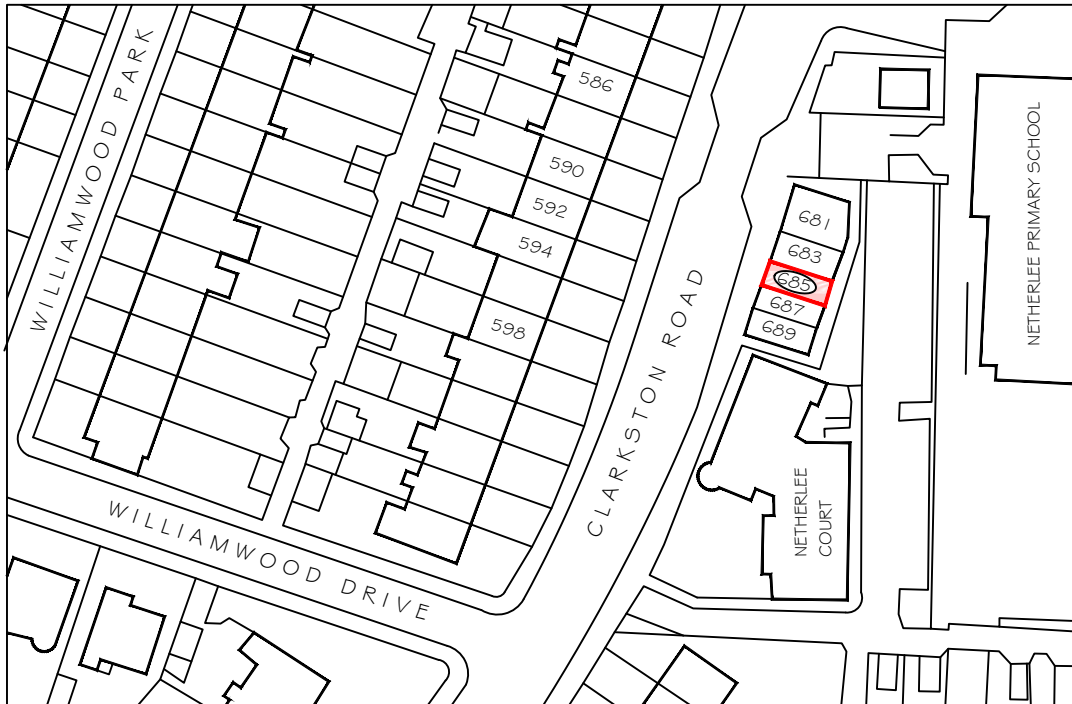 WILLIAMWOOD PARK
586
590
592
594
598
CLARKSTON ROAD
681
683
685
687
689
NETHERLEE PRIMARY SCHOOL
NETHERLEE
COURT
WILLIAMWOOD DRIVE